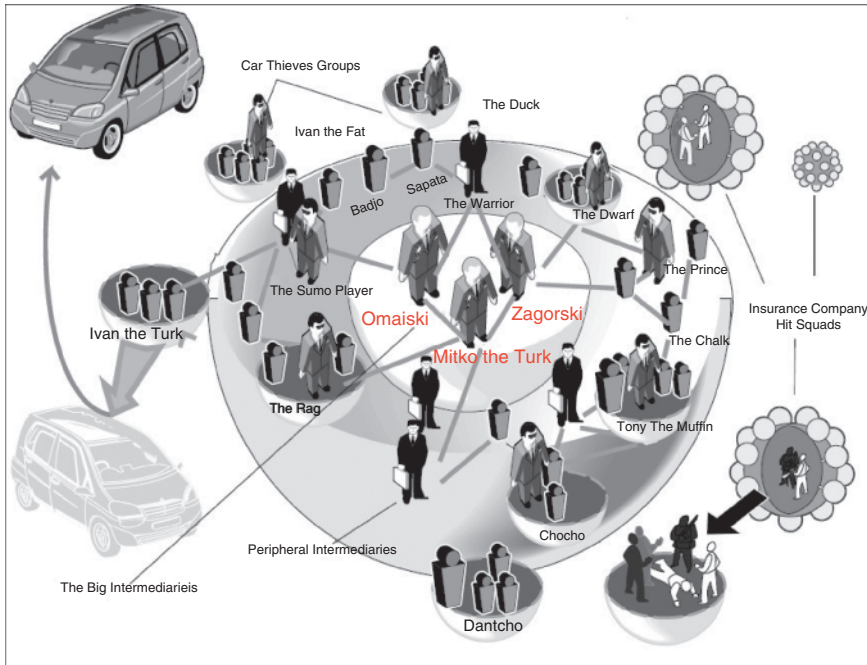 Car Thieves Groups
The Duck
Ivan the Fat
Badjo
Sapata
The Warrior
The Dwarf
The Prince
The Sumo Player
Omaiski
Zagorski
Insurance Company
Hit Squads
Ivan the Turk
The Chalk
Mitko the Turk
The Rag
Tony The Muffin
Chocho
Peripheral Intermediaries
The Big Intermediarieis
Dantcho